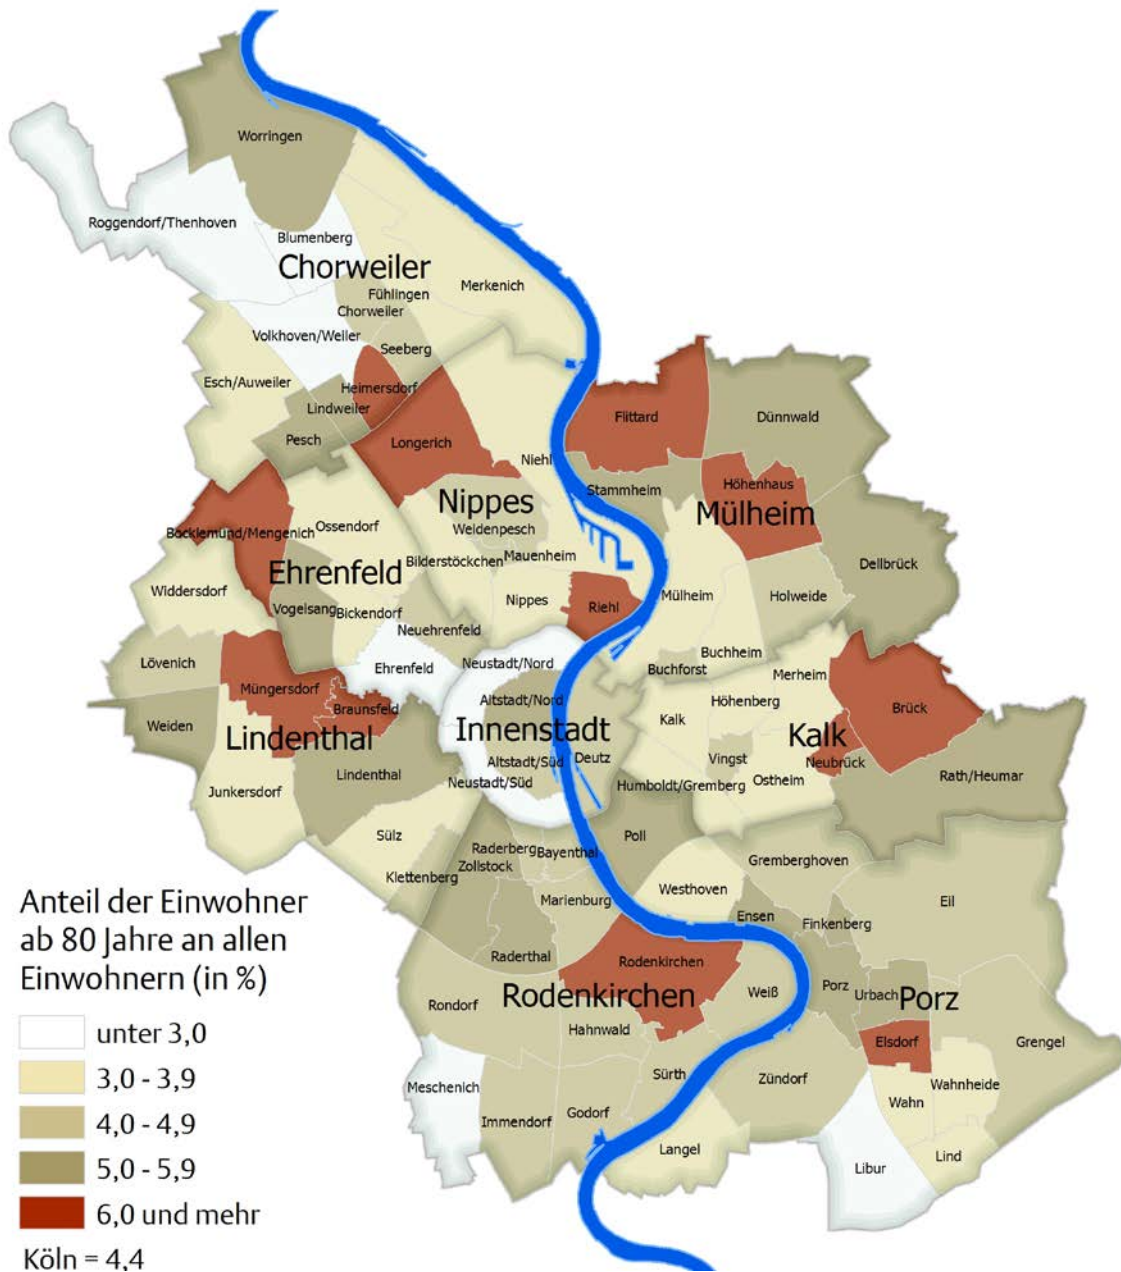 Worringen
Roggendorf/Thenhoven
Blumenberg
Chorweiler
Fühlingen
Merkenich
Chorweiler
Volkhoven/Weiler
Seeberg
Esch/Auweiler
Heimersdorf
Lindweiler
Pesch
Longerich
Flittard
Dünnwald
Niehl
Stammheim
Höhenhaus
Nippes
Mülheim
Weidenpesch
Ossendorf
Bocklemünd/Mengenich
Mauenheim
Bilderstöckchen
Dellbrück
Ehrenfeld
Widdersdorf
Mülheim
Holweide
Vogelsang
Bickendorf
Nippes
Riehl
Neuehrenfeld
Buchheim
Lövenich
Ehrenfeld
Neustadt/Nord
Buchforst
Merheim
Müngersdorf
Altstadt/Nord
Höhenberg
Braunsfeld
Brück
Weiden
Kalk
Lindenthal
Innenstadt
Kalk
Deutz
Vingst
Altstadt/Süd
Neubrück
Lindenthal
Neustadt/Süd
Humboldt/Gremberg
Ostheim
Rath/Heumar
Junkersdorf
Sülz
Poll
Raderberg
Bayenthal
Zollstock
Gremberghoven
Klettenberg
Westhoven
Marienburg
Eil
Ensen
Finkenberg
Raderthal
Rodenkirchen
Porz
Weiß
Urbach
Rodenkirchen
Porz
Rondorf
Hahnwald
Elsdorf
Grengel
Sürth
Zündorf
Meschenich
Wahnheide
Wahn
Immendorf
Godorf
Langel
Lind
Libur
Anteil der Einwohner
ab 80 Jahre an allen
Einwohnern (in %)
unter 3,0
3,0 - 3,9
4,0 - 4,9
5,0 - 5,9
6,0 und mehr
Köln = 4,4